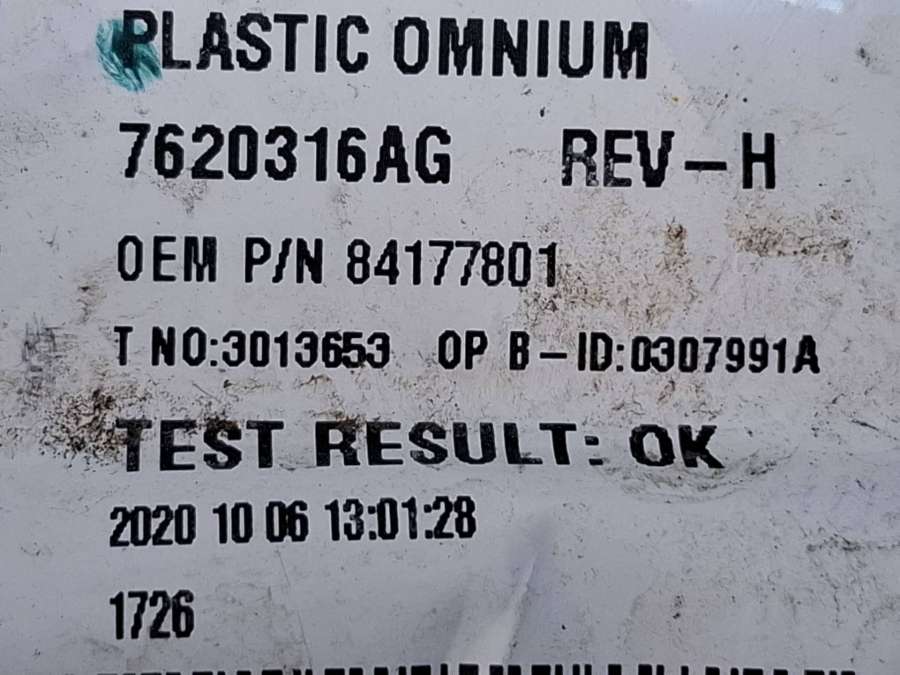 PLASTIC OMNIUM
7620316AG REV-H
OEM P/N 84177801
T NO:3013653 OP B-ID:0307991A
TEST RESULT: OK
2020 10 06 13:01:28
1726